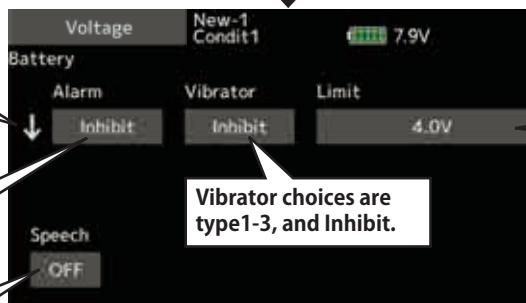 Voltage
New-1
Condit1
7.9V
Battery
Alarm
Vibrator
Limit
↓ Inhibit
Inhibit
4.0V
Vibrator choices are
type1-3, and Inhibit.
Speech
OFF